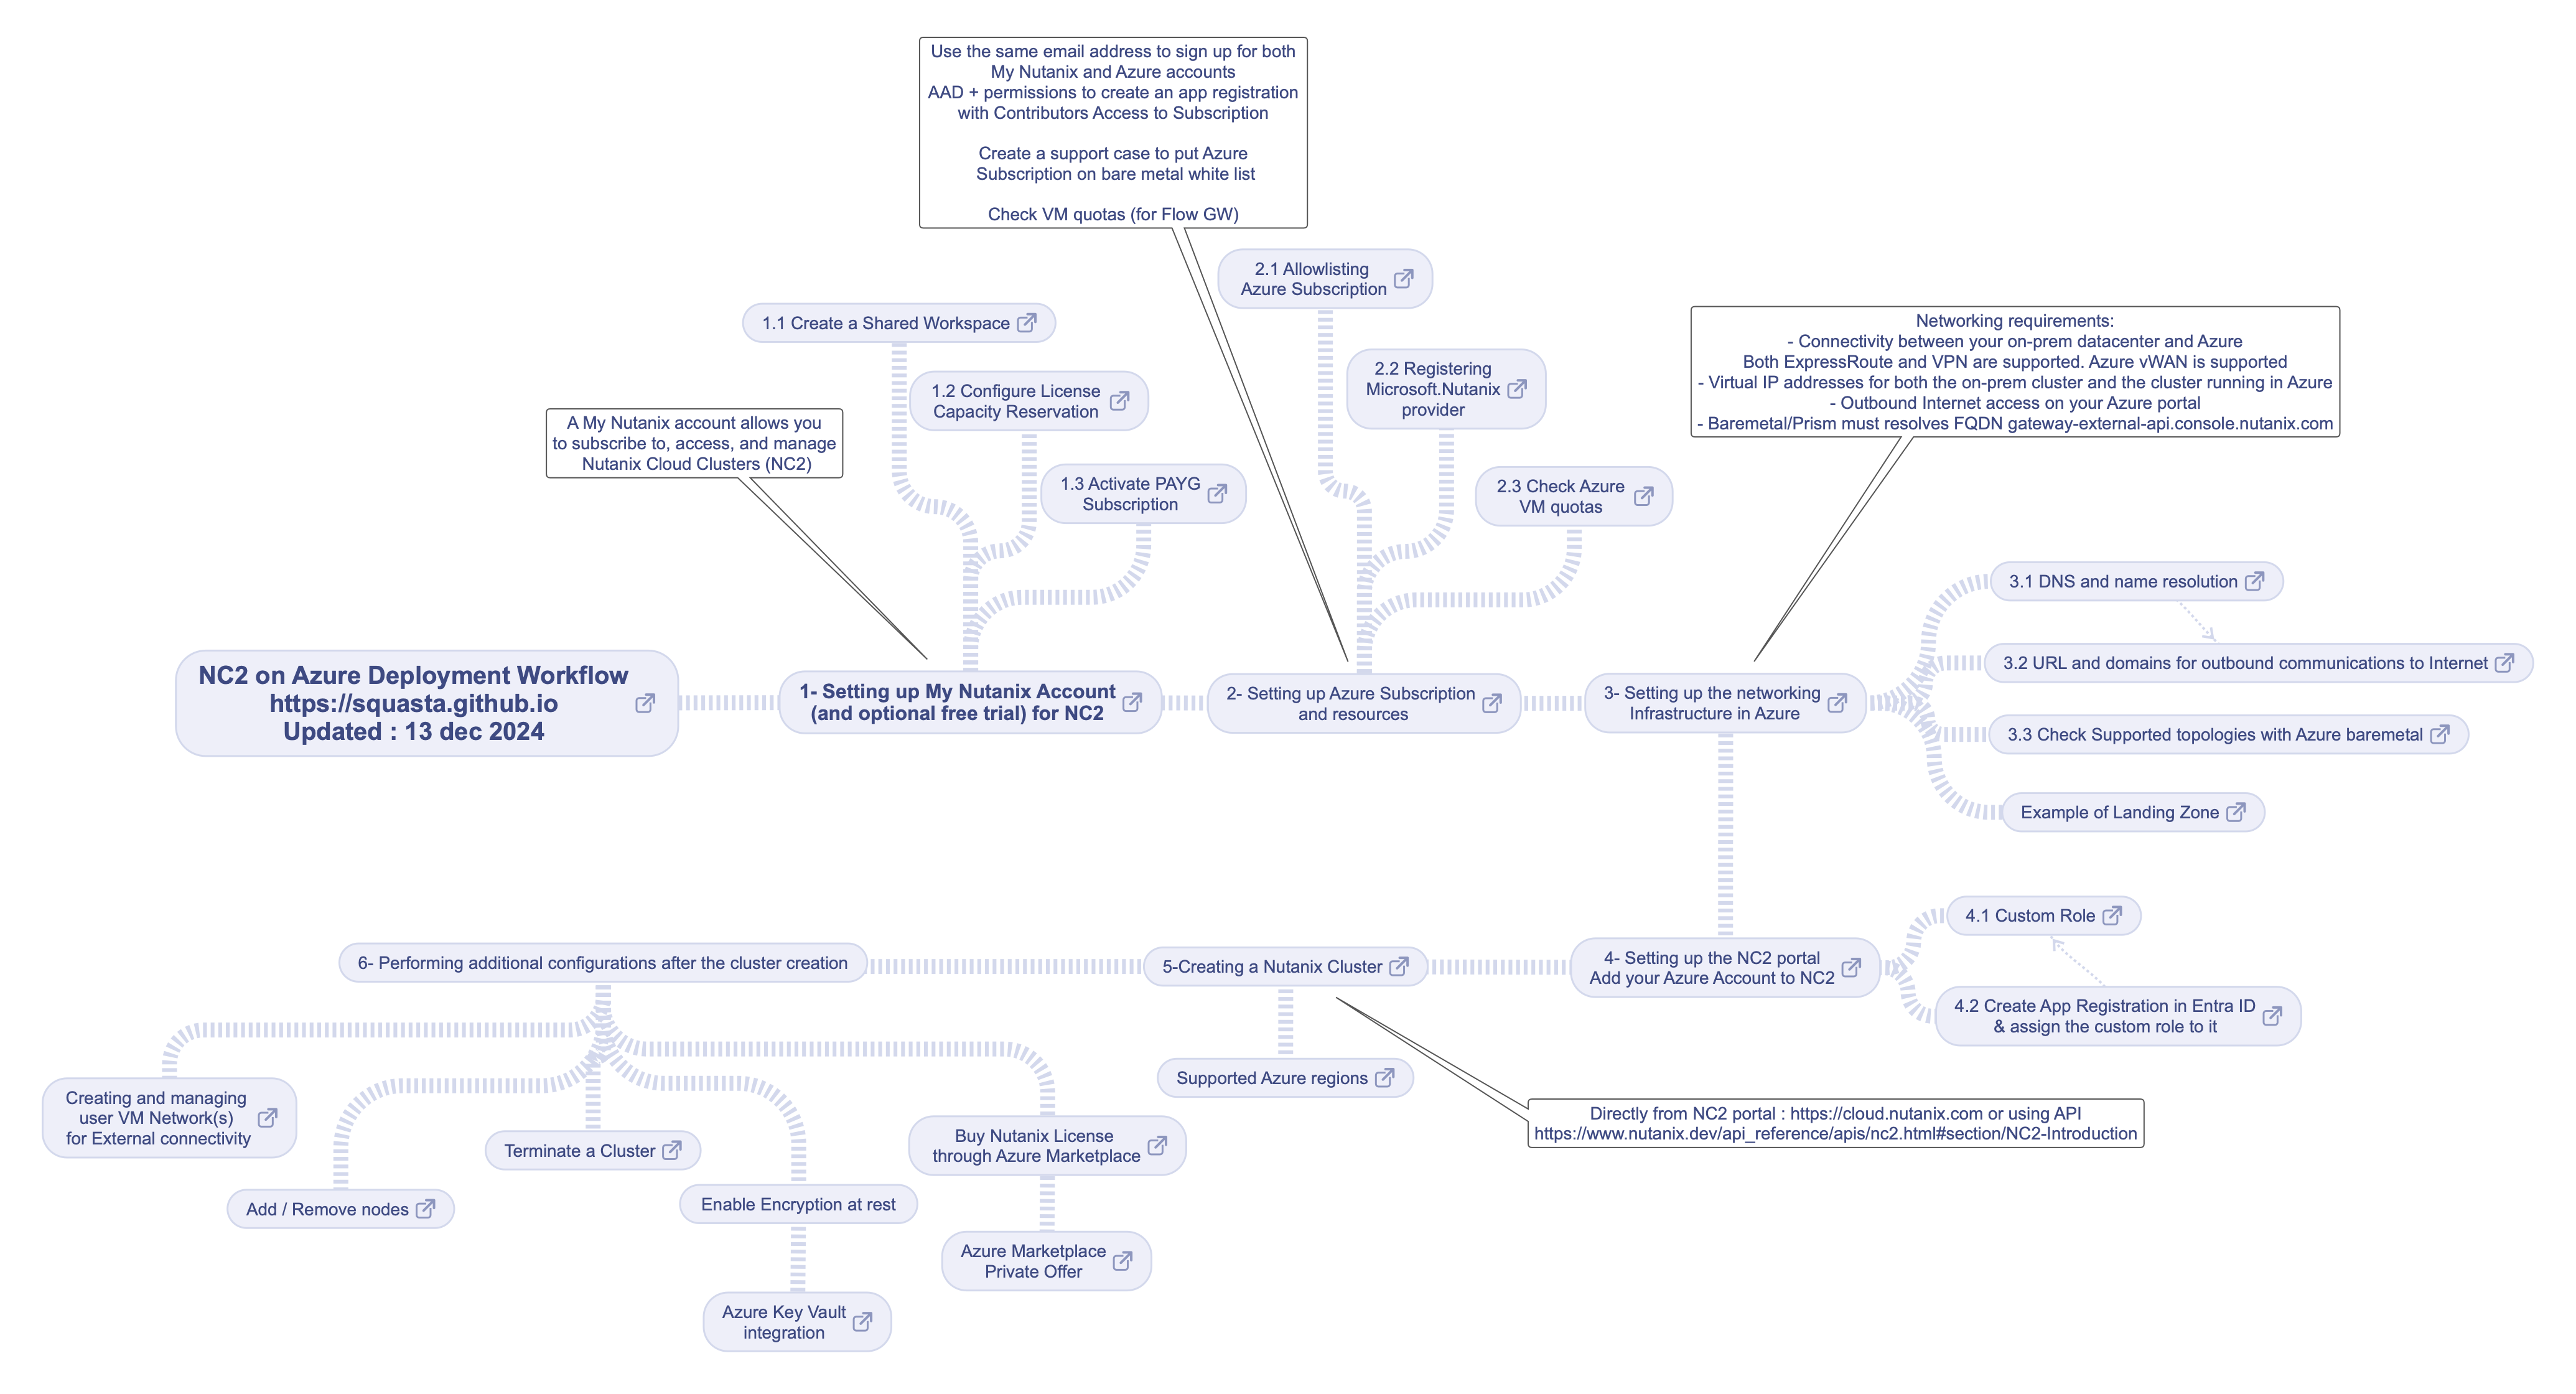 Use the same email address to sign up for both
My Nutanix and Azure accounts
AAD + permissions to create an app registration
with Contributors Access to Subscription
Create a support case to put Azure
Subscription on bare metal white list
Check VM quotas (for Flow GW)
2.1 Allowlisting
Azure Subscription
1.1 Create a Shared Workspace
2.2 Registering
Microsoft.Nutanix
provider
1.2 Configure License
Capacity Reservation
Networking requirements:
- Connectivity between your on-prem datacenter and Azure
Both ExpressRoute and VPN are supported. Azure vWAN is supported
- Virtual IP addresses for both the on-prem cluster and the cluster running in Azure
- Outbound Internet access on your Azure portal
- Baremetal/Prism must resolves FQDN gateway-external-api.console.nutanix.com
A My Nutanix account allows you
to subscribe to, access, and manage
Nutanix Cloud Clusters (NC2)
1.3 Activate PAYG
Subscription
2.3 Check Azure
VM quotas
3.1 DNS and name resolution
3.2 URL and domains for outbound communications to Internet
NC2 on Azure Deployment Workflow
https://squasta.github.io
Updated : 13 dec 2024
1- Setting up My Nutanix Account
(and optional free trial) for NC2
2- Setting up Azure Subscription
and resources
3- Setting up the networking
Infrastructure in Azure
3.3 Check Supported topologies with Azure baremetal
Example of Landing Zone
4.1 Custom Role
6- Performing additional configurations after the cluster creation
5-Creating a Nutanix Cluster
4- Setting up the NC2 portal
Add your Azure Account to NC2
4.2 Create App Registration in Entra ID
& assign the custom role to it
Supported Azure regions
Directly from NC2 portal : https://cloud.nutanix.com or using API
https://www.nutanix.dev/api_reference/apis/nc2.html#section/NC2-Introduction
Creating and managing
user VM Network(s)
for External connectivity
Terminate a Cluster
Buy Nutanix License
through Azure Marketplace
Add / Remove nodes
Enable Encryption at rest
Azure Marketplace
Private Offer
Azure Key Vault
integration